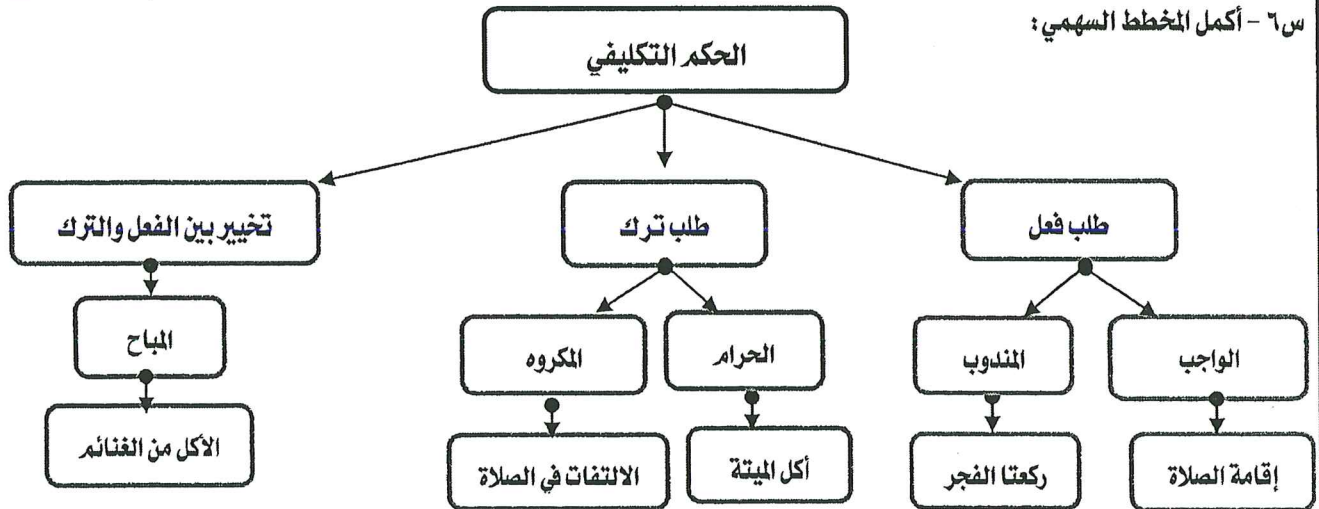 س٦ - أكمل المخطط السهمي:
الحكم التكليفي
طلب فعل
طلب ترك
تخيير بين الفعل والترك
الواجب
المندوب
الحرام
المكروه
المباح
إقامة الصلاة
ركعتا الفجر
أكل الميتة
الالتفات في الصلاة
الأكل من الغنائم